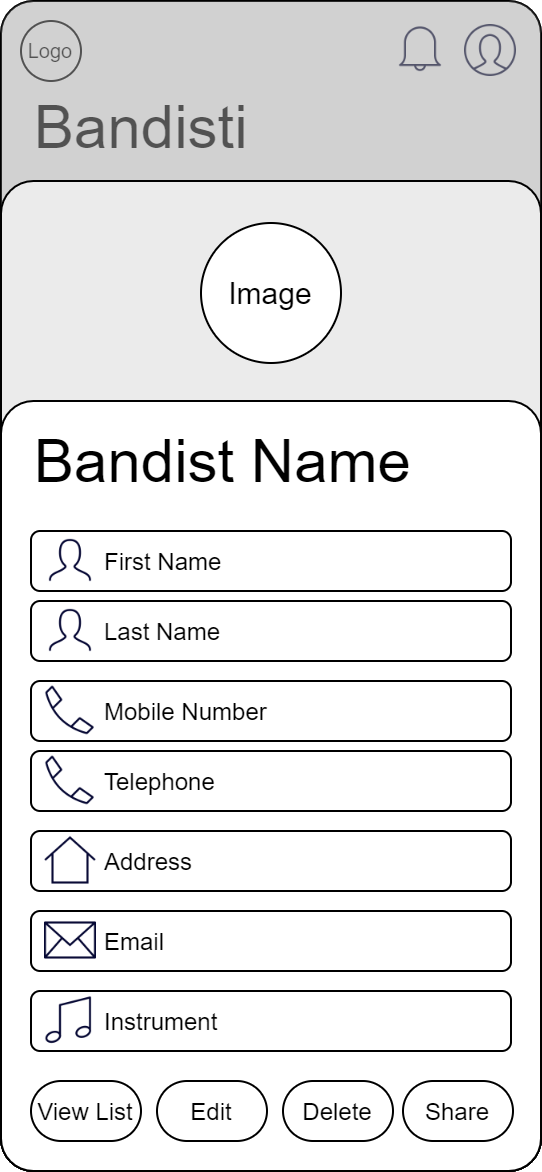 Logo
Bandisti
Image
Bandist Name
First Name
Last Name
Mobile Number
Telephone
Address
Email
Instrument
View List Edit Delete Share